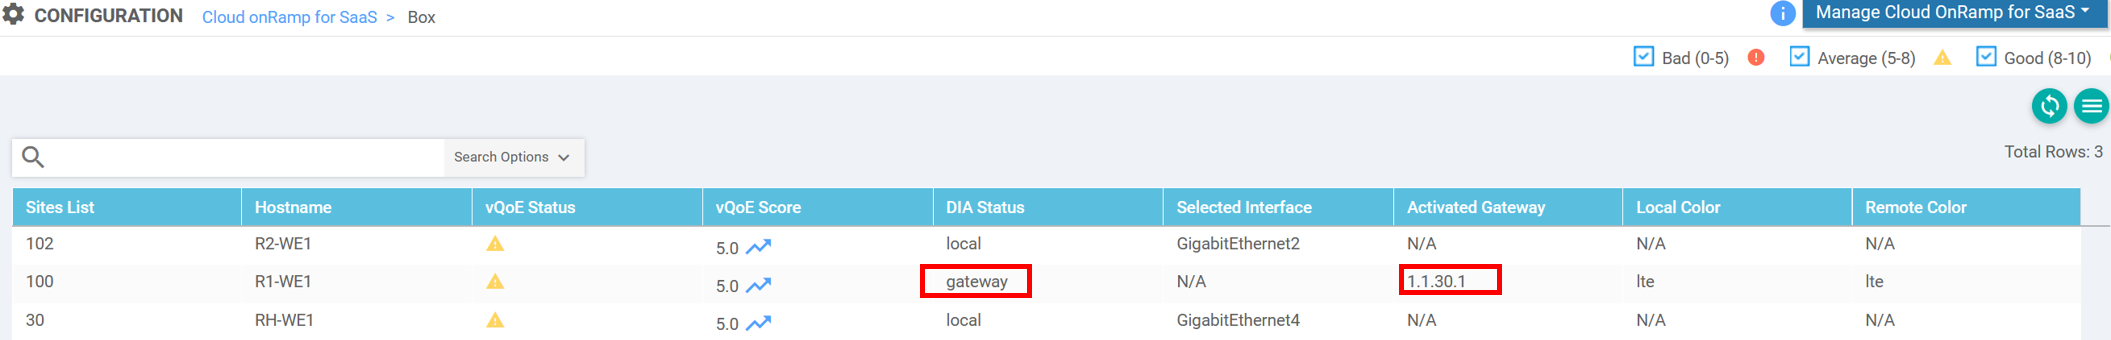 CONFIGURATION Cloud onRamp for SaaS > Box
i Manage Cloud OnRamp for SaaS
Bad (0-5) Average (5-8) Good (8-10)
Search Options
Total Rows: 3
Sites List Hostname vQoE Status vQoE Score DIA Status Selected Interface Activated Gateway Local Color Remote Color
102 R2-WE1 5.0 local GigabitEthernet2 N/A N/A N/A
100 R1-WE1 5.0 gateway N/A 1.1.30.1 lte lte
30 RH-WE1 5.0 local GigabitEthernet4 N/A N/A N/A